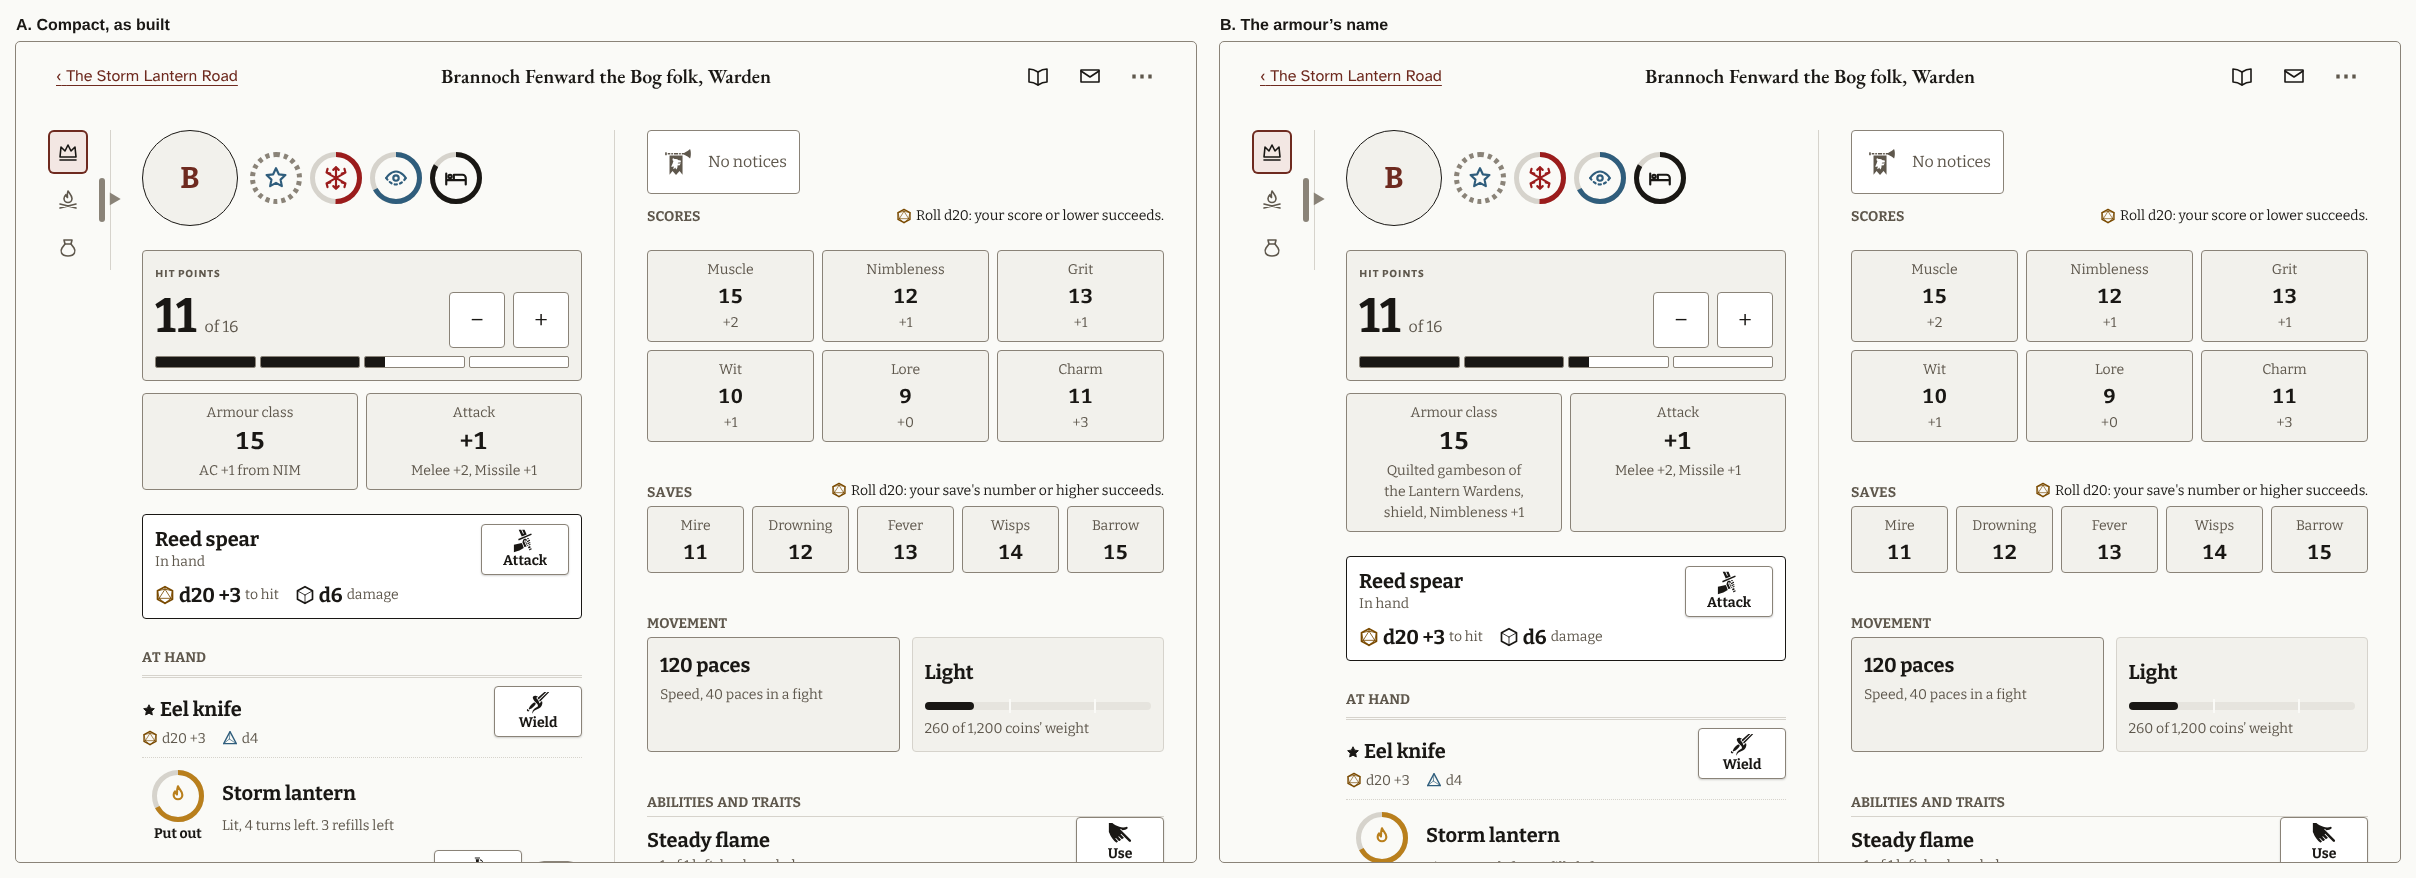 A. Compact, as built
‹ The Storm Lantern Road
Brannoch Fenward the Bog folk, Warden
B
No notices
HIT POINTS
11 of 16
− +
Armour class
15
AC +1 from NIM
Attack
+1
Melee +2, Missile +1
Reed spear
In hand
Attack
d20 +3 to hit d6 damage
AT HAND
Eel knife
Wield
d20 +3 d4
Storm lantern
Put out
Lit, 4 turns left. 3 refills left
SCORES
Roll d20: your score or lower succeeds.
Muscle
15
+2
Nimbleness
12
+1
Grit
13
+1
Wit
10
+1
Lore
9
+0
Charm
11
+3
SAVES
Roll d20: your save's number or higher succeeds.
Mire
11
Drowning
12
Fever
13
Wisps
14
Barrow
15
MOVEMENT
120 paces
Speed, 40 paces in a fight
Light
260 of 1,200 coins' weight
ABILITIES AND TRAITS
Steady flame
Use
B. The armour’s name
‹ The Storm Lantern Road
Brannoch Fenward the Bog folk, Warden
B
No notices
HIT POINTS
11 of 16
− +
Armour class
15
Quilted gambeson of
the Lantern Wardens,
shield, Nimbleness +1
Attack
+1
Melee +2, Missile +1
Reed spear
In hand
Attack
d20 +3 to hit d6 damage
AT HAND
Eel knife
Wield
d20 +3 d4
Storm lantern
SCORES
Roll d20: your score or lower succeeds.
Muscle
15
+2
Nimbleness
12
+1
Grit
13
+1
Wit
10
+1
Lore
9
+0
Charm
11
+3
SAVES
Roll d20: your save's number or higher succeeds.
Mire
11
Drowning
12
Fever
13
Wisps
14
Barrow
15
MOVEMENT
120 paces
Speed, 40 paces in a fight
Light
260 of 1,200 coins' weight
ABILITIES AND TRAITS
Steady flame
Use